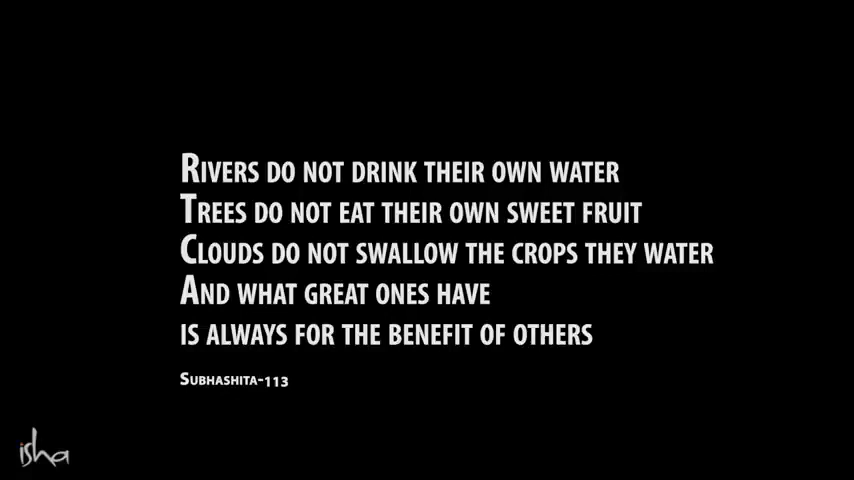 RIVERS DO NOT DRINK THEIR OWN WATER
TREES DO NOT EAT THEIR OWN SWEET FRUIT
CLOUDS DO NOT SWALLOW THE CROPS THEY WATER
AND WHAT GREAT ONES HAVE
IS ALWAYS FOR THE BENEFIT OF OTHERS
SUBHASHITA-113
isha